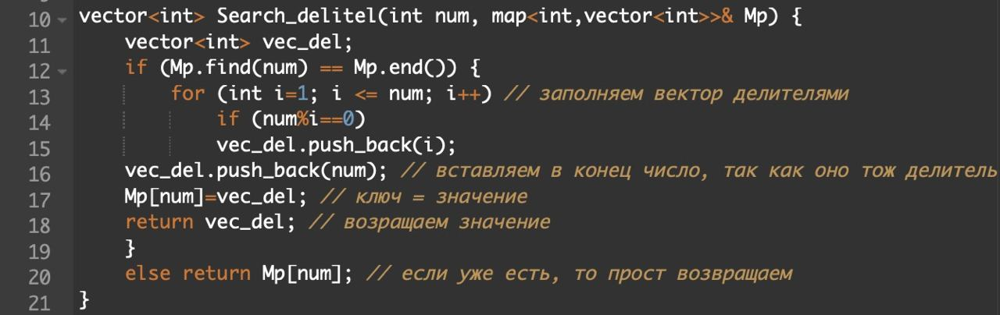 10 vector<int> Search_delitel(int num, map<int,vector<int>>& Mp) {
11 vector<int> vec_del;
12 if (Mp.find(num) == Mp.end()) {
13 for (int i=1; i <= num; i++) // заполняем вектор делителями
14 if (num%i==0)
15 vec_del.push_back(i);
16 vec_del.push_back(num); // вставляем в конец число, так как оно тож делитель
17 Mp[num]=vec_del; // ключ = значение
18 return vec_del; // возращаем значение
19 }
20 else return Mp[num]; // если уже есть, то прост возвращаем
21 }